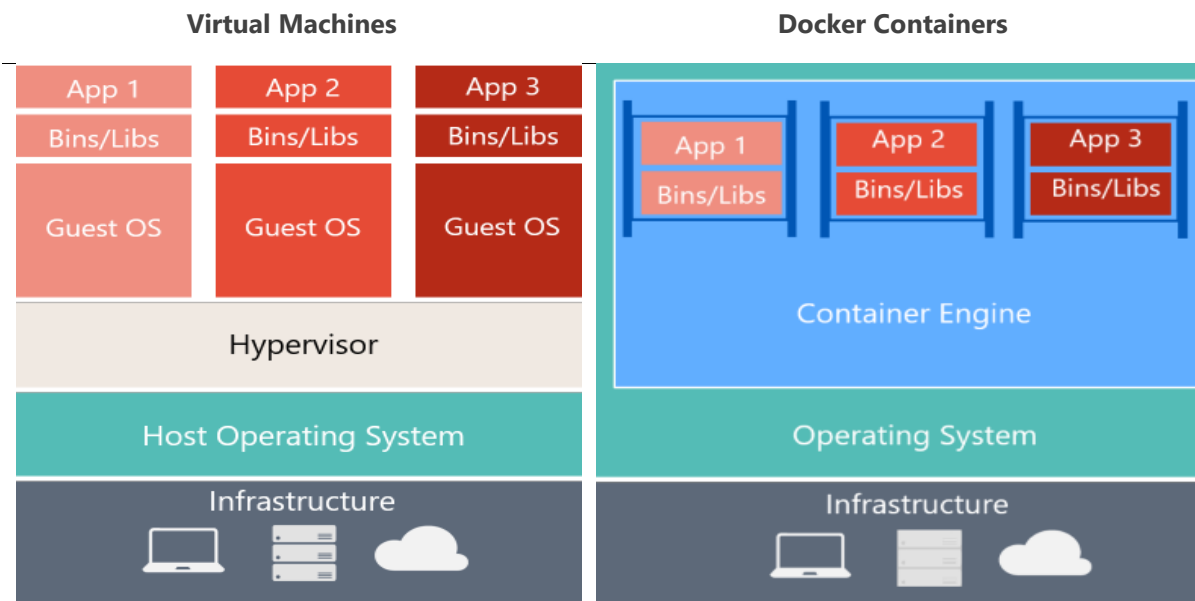 Virtual Machines
App 1
App 2
App 3
Bins/Libs
Bins/Libs
Bins/Libs
Guest OS
Guest OS
Guest OS
Hypervisor
Host Operating System
Infrastructure
Docker Containers
App 1
App 2
App 3
Bins/Libs
Bins/Libs
Bins/Libs
Container Engine
Operating System
Infrastructure